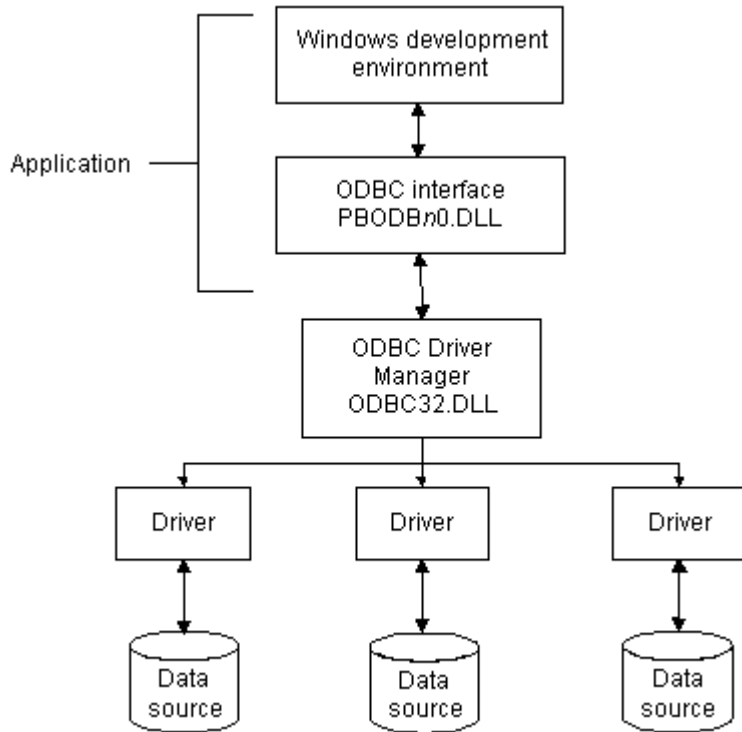 Windows development
environment
Application
ODBC interface
PBODBn0.DLL
ODBC Driver
Manager
ODBC32.DLL
Driver
Driver
Driver
Data
source
Data
source
Data
source